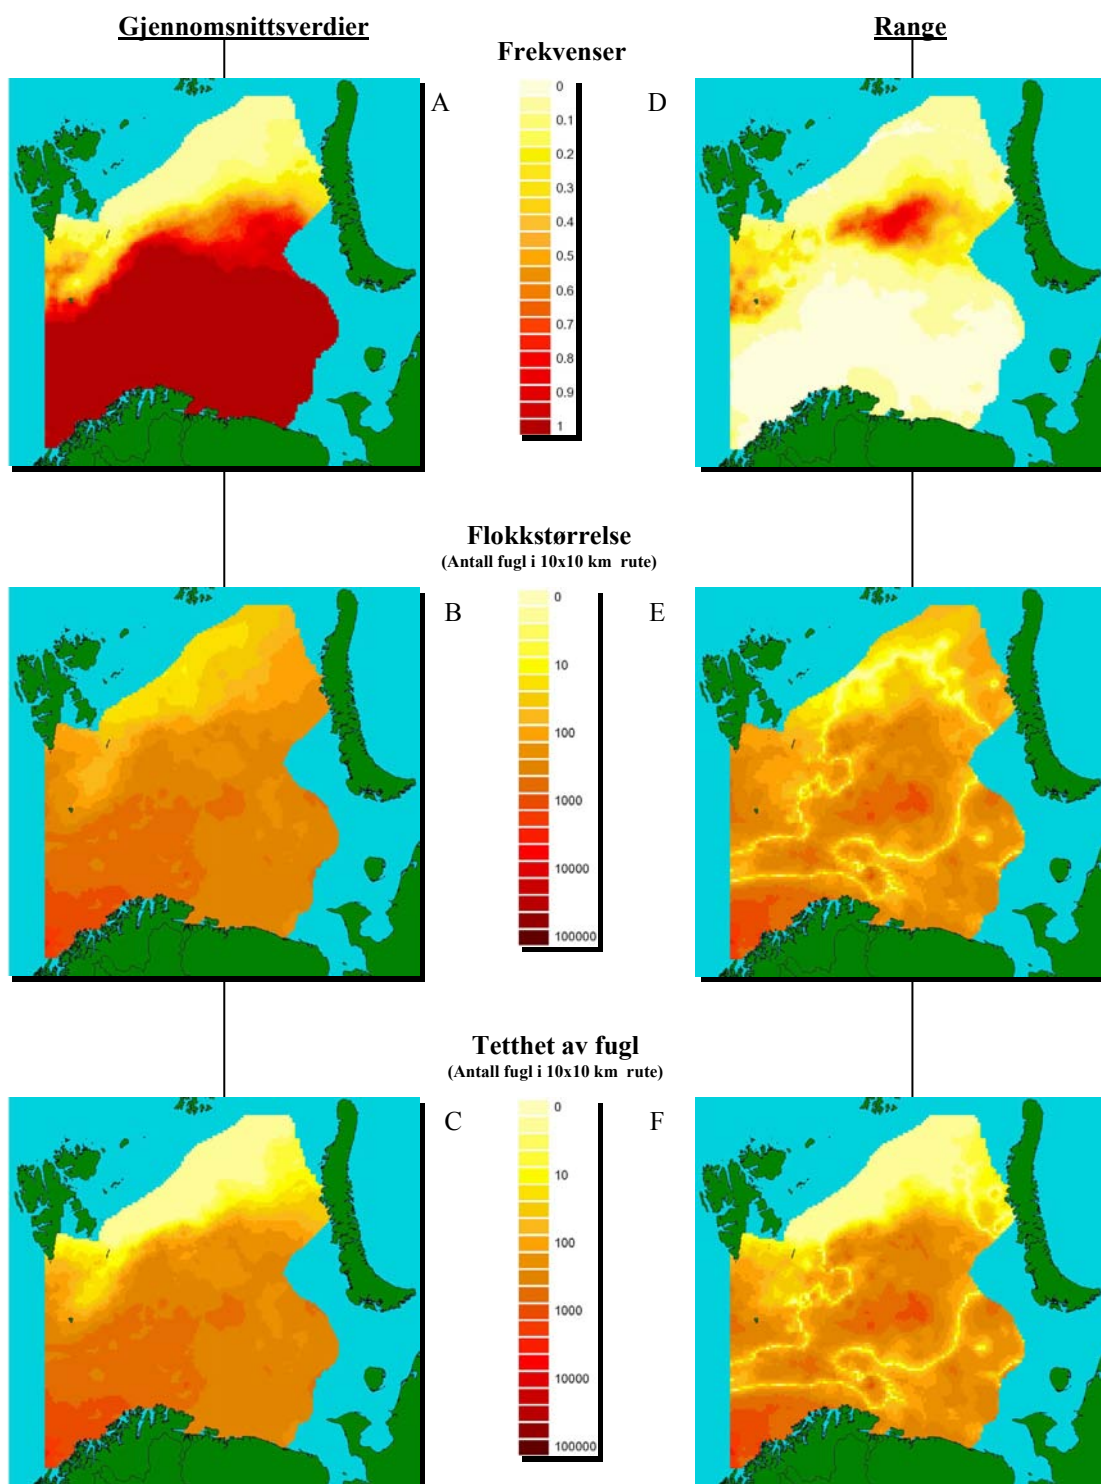 Gjennomsnittsverdier
Range
Frekvenser
A
D
0
0.1
0.2
0.3
0.4
0.5
0.6
0.7
0.8
0.9
1
Flokkstørrelse
(Antall fugl i 10x10 km rute)
B
E
0
10
100
1000
10000
100000
Tetthet av fugl
(Antall fugl i 10x10 km rute)
C
F
0
10
100
1000
10000
100000